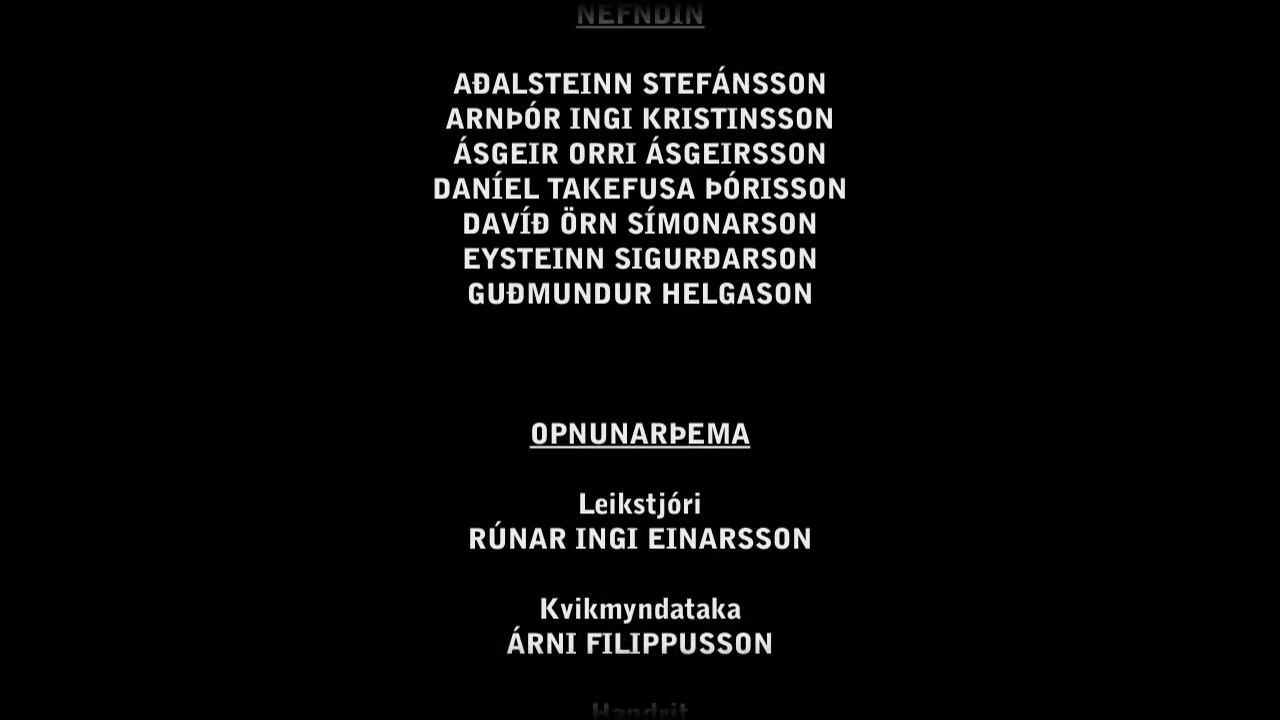 NEFNDIN
AÐALSTEINN STEFÁNSSON
ARNÞÓR INGI KRISTINSSON
ÁSGEIR ORRI ÁSGEIRSSON
DANÍEL TAKEFUSA ÞÓRISSON
DAVÍÐ ÖRN SÍMONARSON
EYSTEINN SIGURÐARSON
GUÐMUNDUR HELGASON
OPNUNARÞEMA
Leikstjóri
RÚNAR INGI EINARSSON
Kvikmyndataka
ÁRNI FILIPPUSSON
Handrit